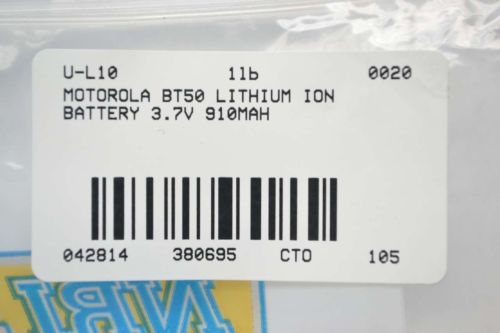 U-L10 1lb 0020
MOTOROLA BT50 LITHIUM ION
BATTERY 3.7V 910MAH
042814 380695 CTO 105